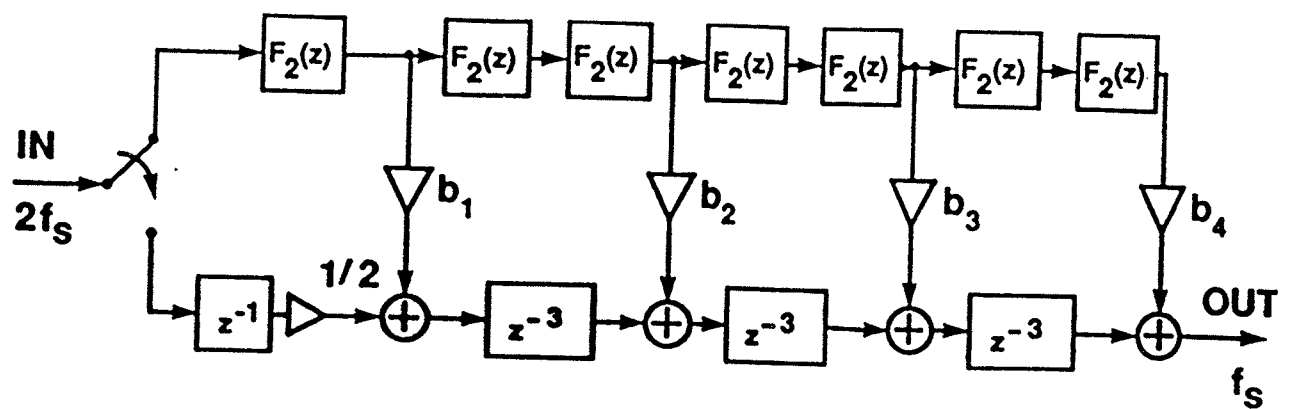 F₂(z) F₂(z) F₂(z) F₂(z) F₂(z) F₂(z) F₂(z)
IN
2fₛ
b₁ b₂ b₃ b₄
1/2
z⁻¹ + z⁻³ + z⁻³ + z⁻³ +
OUT
fₛ